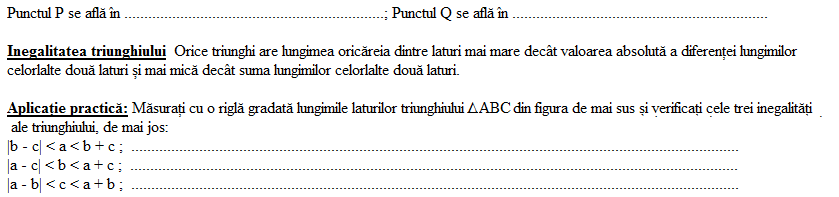 Punctul P se află în ...............................................................................; Punctul Q se află în ..............................................................................
Inegalitatea triunghiului Orice triunghi are lungimea oricăreia dintre laturi mai mare decât valoarea absolută a diferenței lungimilor
celorlalte două laturi și mai mică decât suma lungimilor celorlalte două laturi.
Aplicație practică: Măsurați cu o riglă gradată lungimile laturilor triunghiului △ABC din figura de mai sus și verificați cele trei inegalități
ale triunghiului, de mai jos:
|b - c| < a < b + c ; ..............................................................................................................
|a - c| < b < a + c ; ..............................................................................................................
|a - b| < c < a + b ; ..............................................................................................................